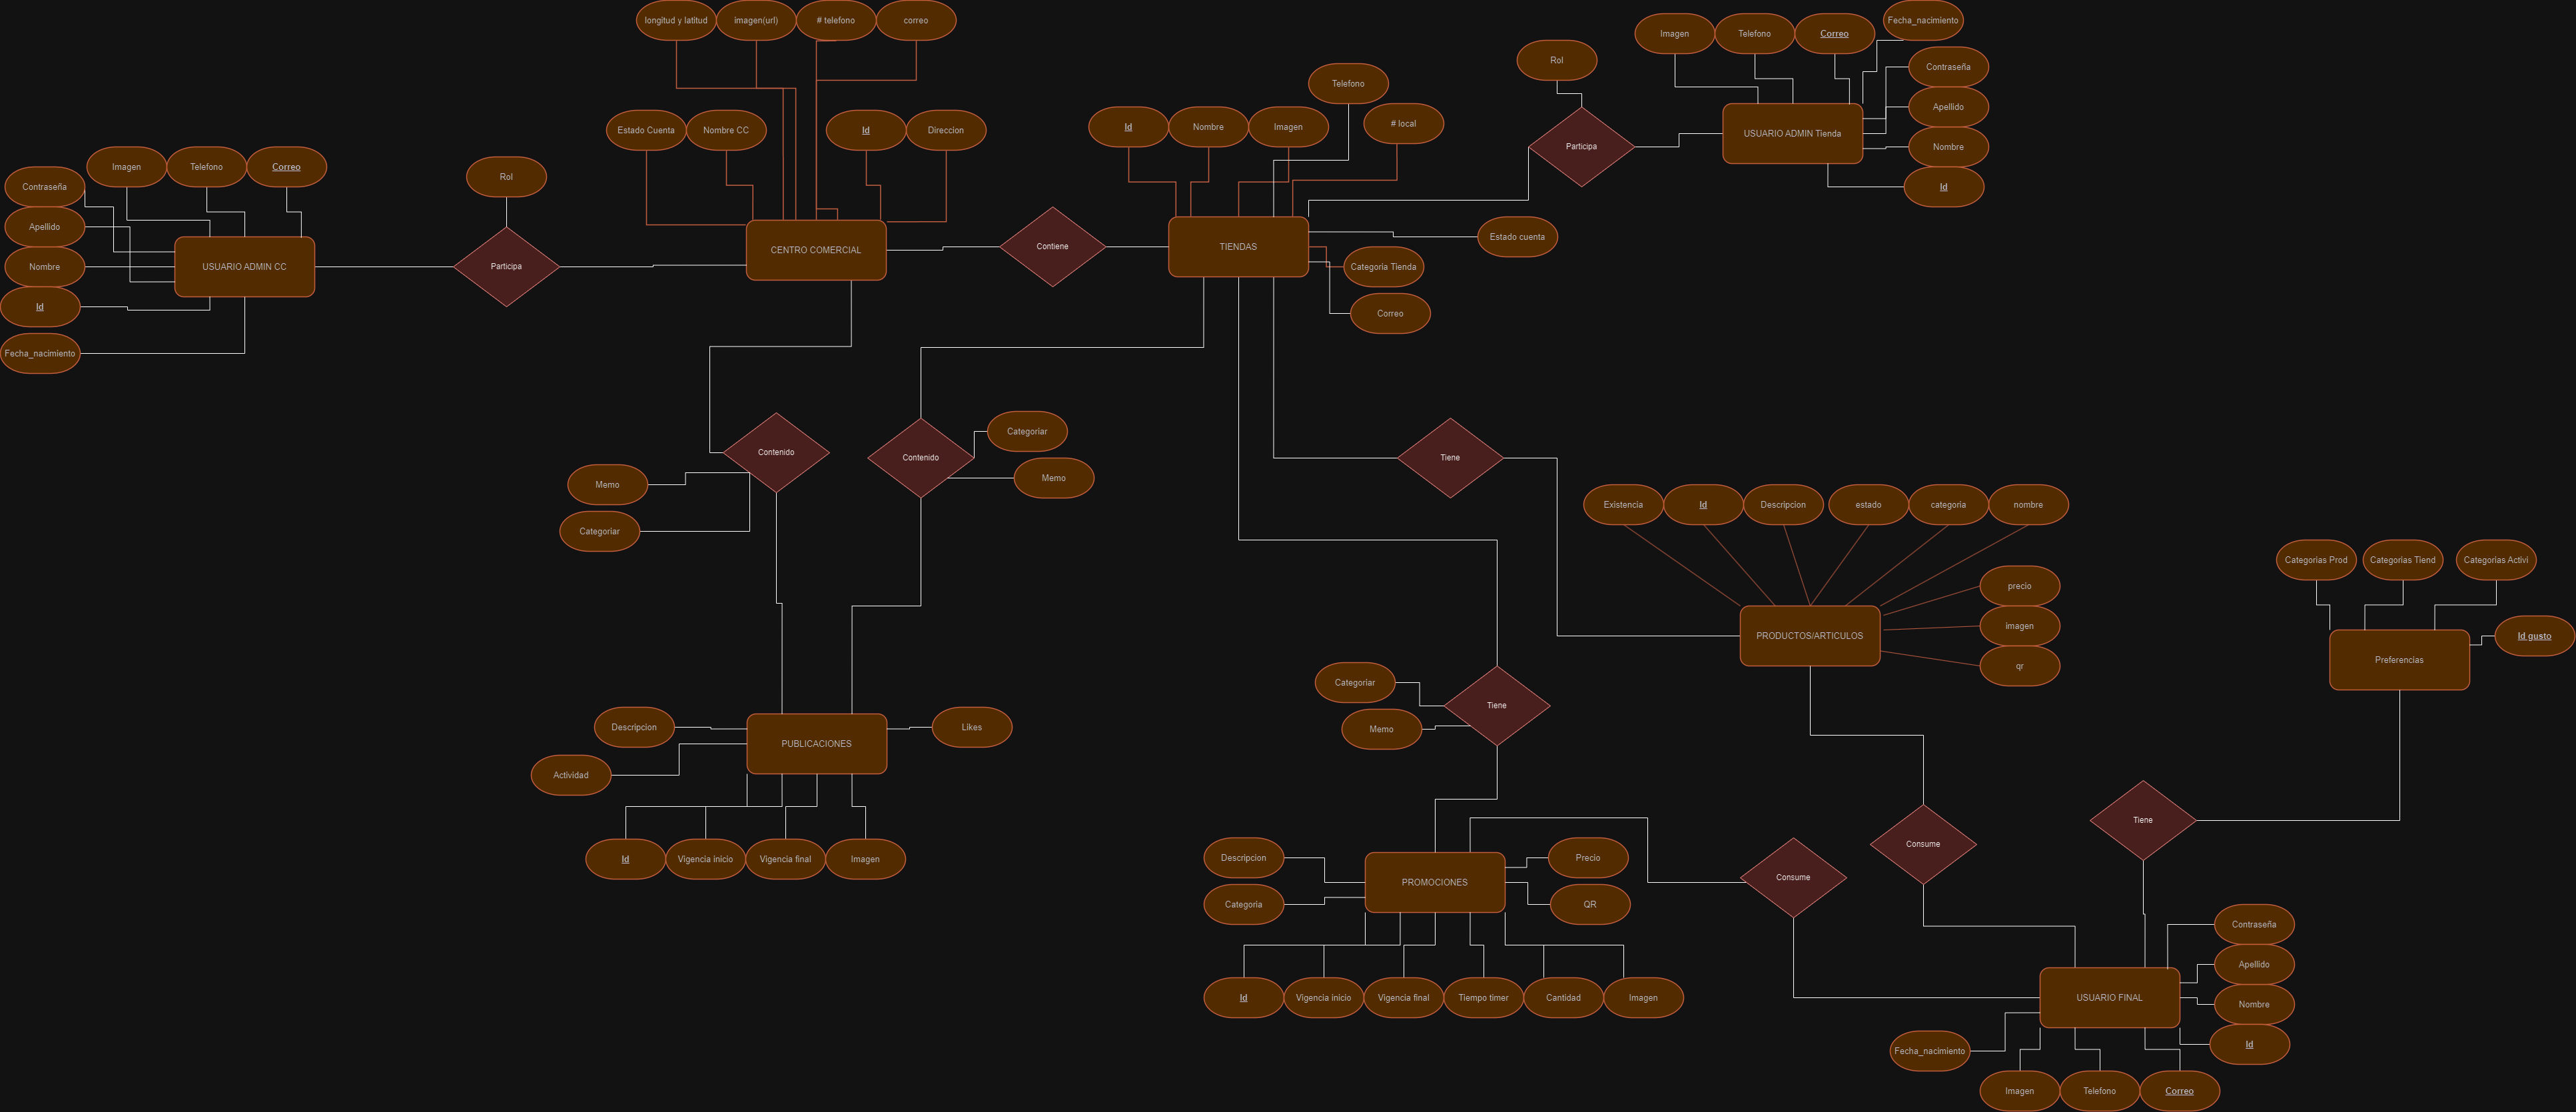 longitud y latitud
imagen(url)
# telefono
correo
Estado Cuenta
Nombre CC
Id
Direccion
CENTRO COMERCIAL
Imagen
Telefono
Correo
Contraseña
Apellido
Nombre
Id
Fecha_nacimiento
USUARIO ADMIN CC
Rol
Participa
Contiene
Id
Nombre
Imagen
Telefono
# local
TIENDAS
Estado cuenta
Categoria Tienda
Correo
Rol
Participa
Imagen
Telefono
Correo
Fecha_nacimiento
Contraseña
Apellido
Nombre
Id
USUARIO ADMIN Tienda
Contenido
Memo
Categoriar
Contenido
Categoriar
Memo
Tiene
Existencia
Id
Descripcion
estado
categoria
nombre
precio
imagen
qr
PRODUCTOS/ARTICULOS
Categorias Prod
Categorias Tiend
Categorias Activi
Id gusto
Preferencias
Categoriar
Memo
Tiene
Descripcion
Actividad
PUBLICACIONES
Likes
Id
Vigencia inicio
Vigencia final
Imagen
Descripcion
Categoria
PROMOCIONES
Precio
QR
Id
Vigencia inicio
Vigencia final
Tiempo timer
Cantidad
Imagen
Consume
Consume
Tiene
USUARIO FINAL
Contraseña
Apellido
Nombre
Id
Fecha_nacimiento
Imagen
Telefono
Correo